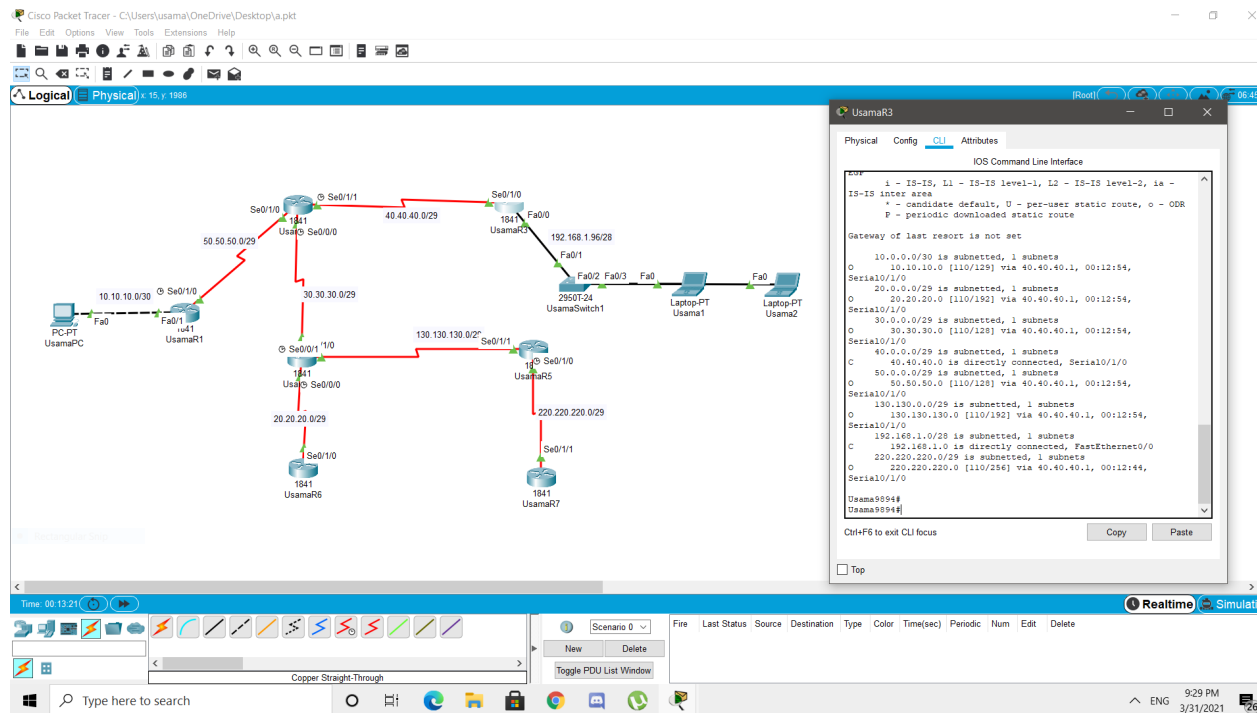 Cisco Packet Tracer - C:\Users\usama\OneDrive\Desktop\a.pkt
File Edit Options View Tools Extensions Help
Logical Physical x: 15, y: 1986
[Root] 06:45
Se0/1/1
Se0/1/0
1841
Se0/0/0
40.40.40.0/29
Se0/1/0
1841
UsamaR3
Fa0/0
192.168.1.96/28
Fa0/1
50.50.50.0/29
Fa0/2 Fa0/3 Fa0
2950T-24
UsamaSwitch1
Laptop-PT
Usama1
Fa0
Laptop-PT
Usama2
10.10.10.0/30
Se0/1/0
Fa0
Fa0/1
PC-PT
UsamaPC
UsamaR1
30.30.30.0/29
130.130.130.0/29
Se0/1/1
Se0/0/1
1841
Se0/0/0
Se0/1/0
UsamaR5
20.20.20.0/29
220.220.220.0/29
Se0/1/0
1841
UsamaR6
Se0/1/1
1841
UsamaR7
UsamaR3
Physical Config CLI Attributes
IOS Command Line Interface
EGP
i - IS-IS, L1 - IS-IS level-1, L2 - IS-IS level-2, ia -
IS-IS inter area
* - candidate default, U - per-user static route, o - ODR
P - periodic downloaded static route
Gateway of last resort is not set
10.0.0.0/30 is subnetted, 1 subnets
O 10.10.10.0 [110/129] via 40.40.40.1, 00:12:54,
Serial0/1/0
20.0.0.0/29 is subnetted, 1 subnets
O 20.20.20.0 [110/192] via 40.40.40.1, 00:12:54,
Serial0/1/0
30.0.0.0/29 is subnetted, 1 subnets
O 30.30.30.0 [110/128] via 40.40.40.1, 00:12:54,
Serial0/1/0
40.0.0.0/29 is subnetted, 1 subnets
C 40.40.40.0 is directly connected, Serial0/1/0
50.0.0.0/29 is subnetted, 1 subnets
O 50.50.50.0 [110/128] via 40.40.40.1, 00:12:54,
Serial0/1/0
130.130.0.0/29 is subnetted, 1 subnets
O 130.130.130.0 [110/192] via 40.40.40.1, 00:12:54,
Serial0/1/0
192.168.1.0/28 is subnetted, 1 subnets
C 192.168.1.0 is directly connected, FastEthernet0/0
220.220.220.0/29 is subnetted, 1 subnets
O 220.220.220.0 [110/256] via 40.40.40.1, 00:12:44,
Serial0/1/0
Usama9894#
Usama9894#
Ctrl+F6 to exit CLI focus
Copy Paste
Top
Time: 00:13:21
Realtime Simulati
Scenario 0
New Delete
Toggle PDU List Window
Fire Last Status Source Destination Type Color Time(sec) Periodic Num Edit Delete
Copper Straight-Through
Type here to search
ENG
9:29 PM
3/31/2021
26